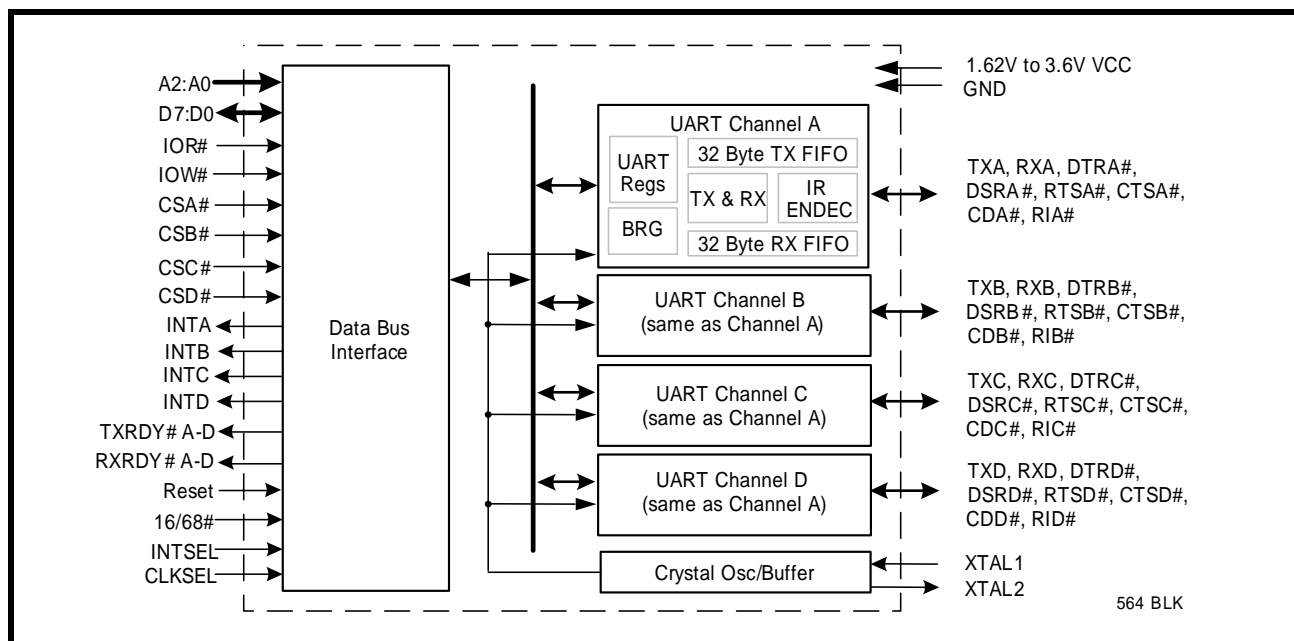 A2:A0
D7:D0
IOR#
IOW#
CSA#
CSB#
CSC#
CSD#
INTA
INTB
INTC
INTD
TXRDY# A-D
RXRDY# A-D
Reset
16/68#
INTSEL
CLKSEL
Data Bus
Interface
UART Channel A
UART
Regs
BRG
32 Byte TX FIFO
TX & RX
IR
ENDEC
32 Byte RX FIFO
UART Channel B
(same as Channel A)
UART Channel C
(same as Channel A)
UART Channel D
(same as Channel A)
Crystal Osc/Buffer
1.62V to 3.6V VCC
GND
TXA, RXA, DTRA#,
DSRA#, RTSA#, CTSA#,
CDA#, RIA#
TXB, RXB, DTRB#,
DSRB#, RTSB#, CTSB#,
CDB#, RIB#
TXC, RXC, DTRC#,
DSRC#, RTSC#, CTSC#,
CDC#, RIC#
TXD, RXD, DTRD#,
DSRD#, RTSD#, CTSD#,
CDD#, RID#
XTAL1
XTAL2
564 BLK